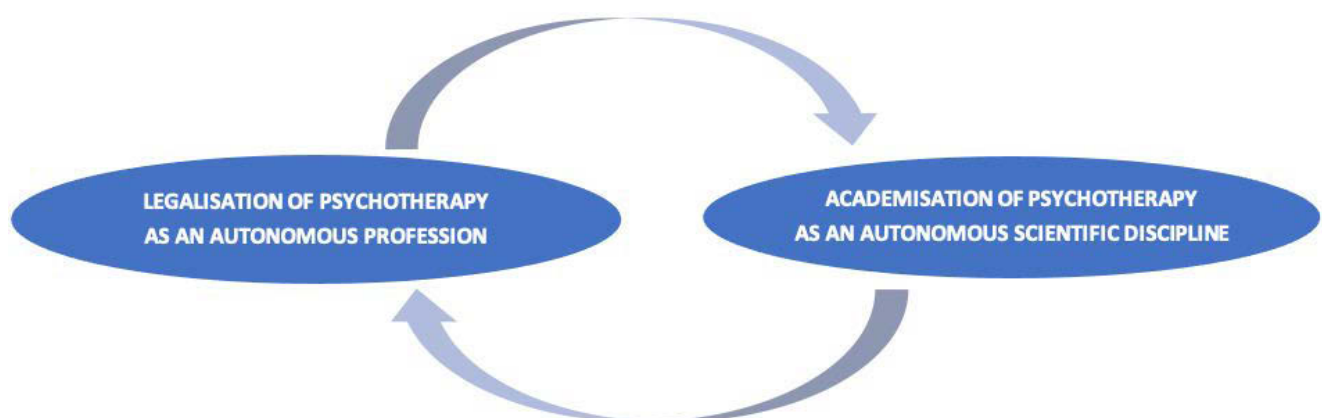 LEGALISATION OF PSYCHOTHERAPY
AS AN AUTONOMOUS PROFESSION
ACADEMISATION OF PSYCHOTHERAPY
AS AN AUTONOMOUS SCIENTIFIC DISCIPLINE